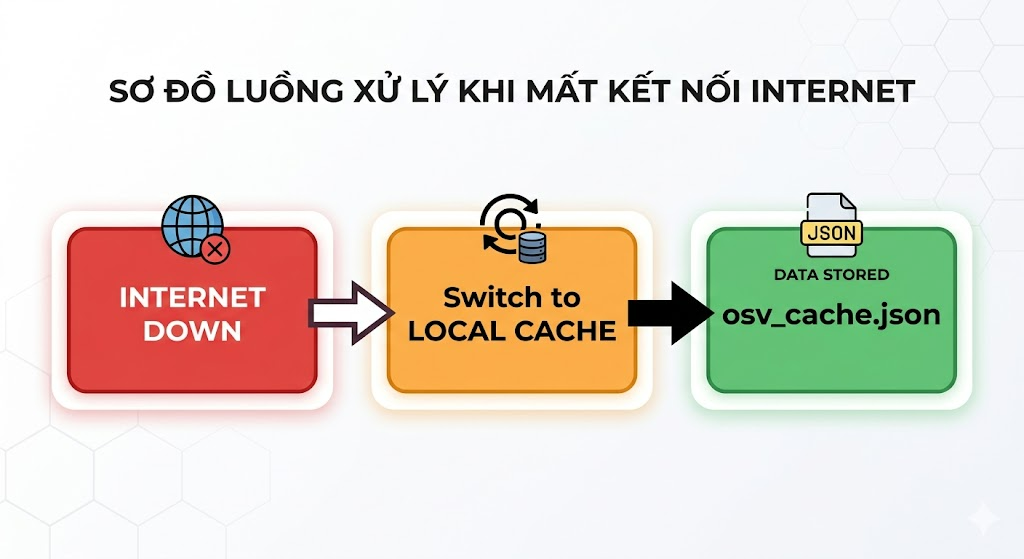 SƠ ĐỒ LUỒNG XỬ LÝ KHI MẤT KẾT NỐI INTERNET
INTERNET
DOWN
Switch to
LOCAL CACHE
JSON
DATA STORED
osv_cache.json